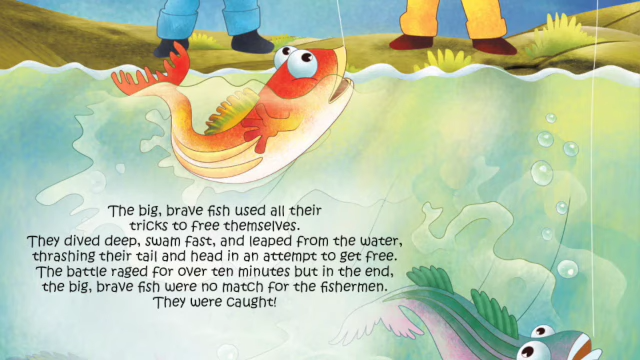 The big, brave fish used all their
tricks to free themselves.
They dived deep, swam fast, and leaped from the water,
thrashing their tail and head in an attempt to get free.
The battle raged for over ten minutes but in the end,
the big, brave fish were no match for the fishermen.
They were caught!